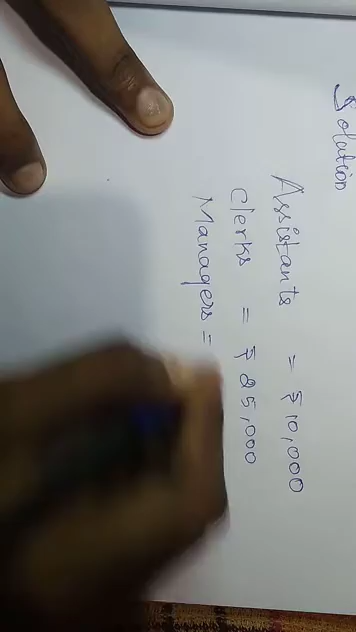 Solution
Assistants = ₹10,000
Clerks = ₹25,000
Managers =